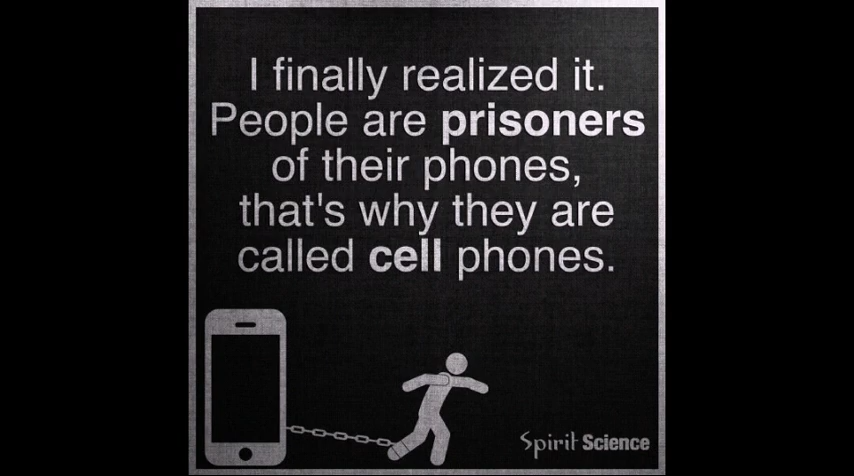 I finally realized it.
People are prisoners
of their phones,
that's why they are
called cell phones.
Spirit Science